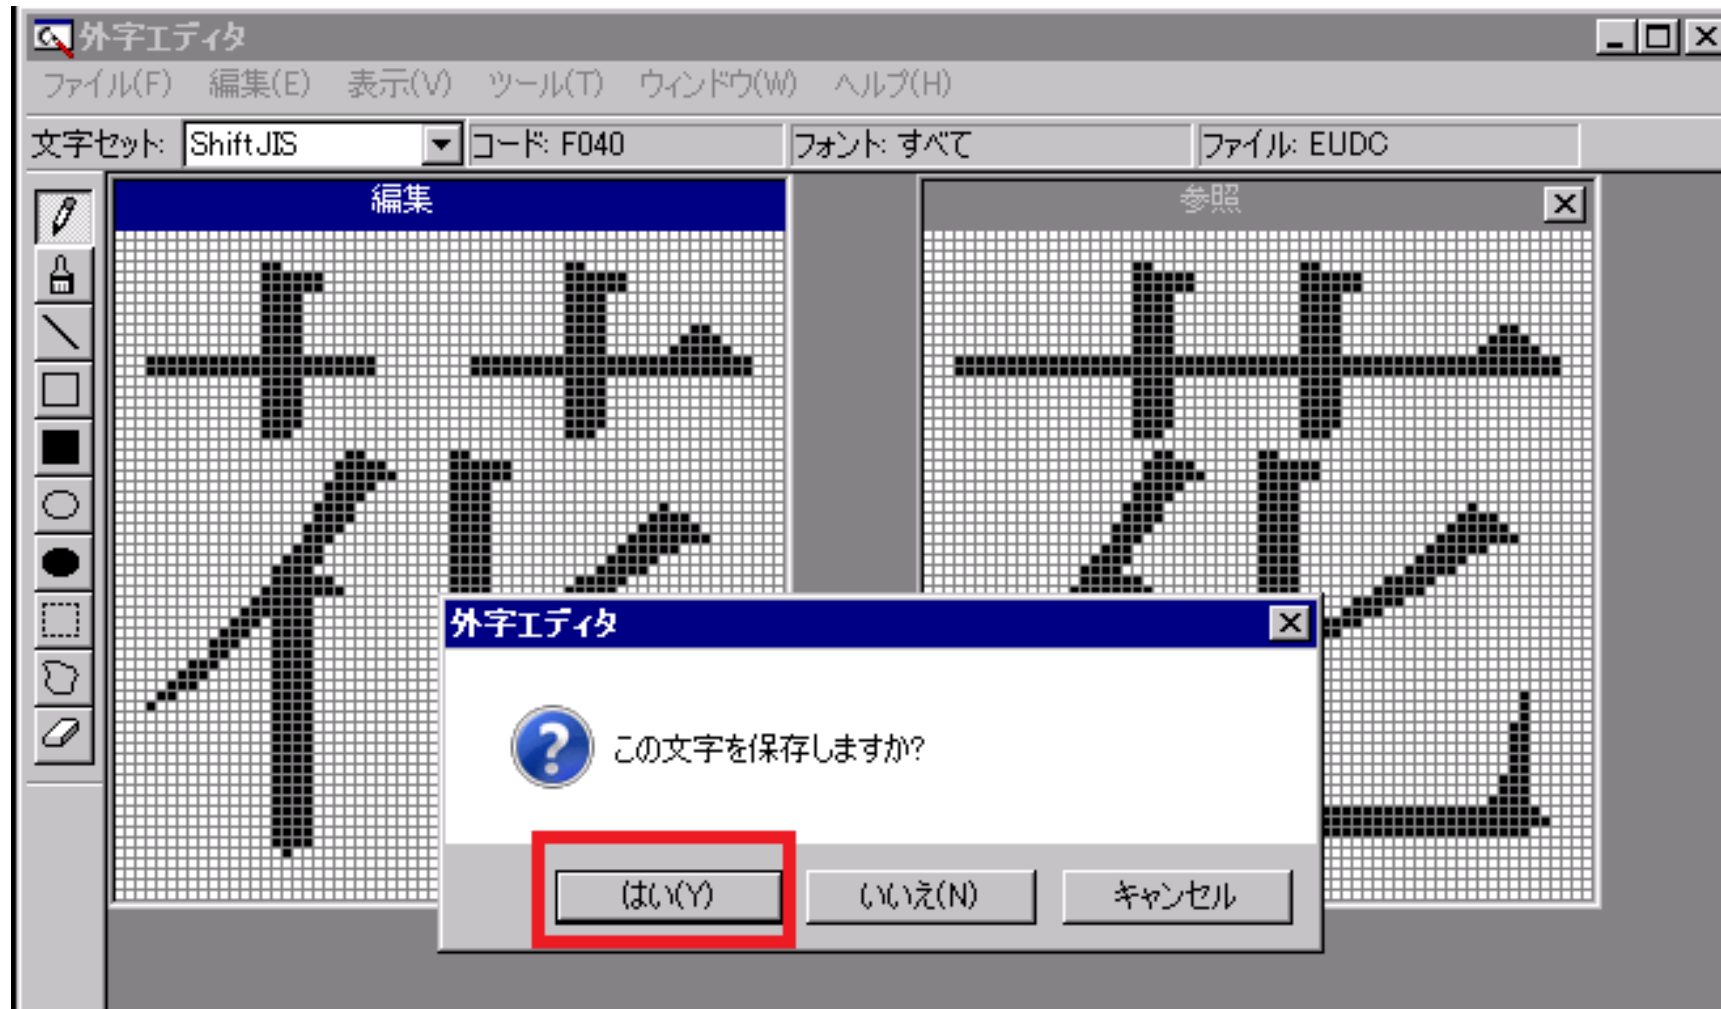 外字エディタ
ファイル(F) 編集(E) 表示(V) ツール(T) ウィンドウ(W) ヘルプ(H)
文字セット: ShiftJIS コード: F040 フォント: すべて ファイル: EUDC
編集 参照
花 花
外字エディタ
この文字を保存しますか?
はい(Y) いいえ(N) キャンセル